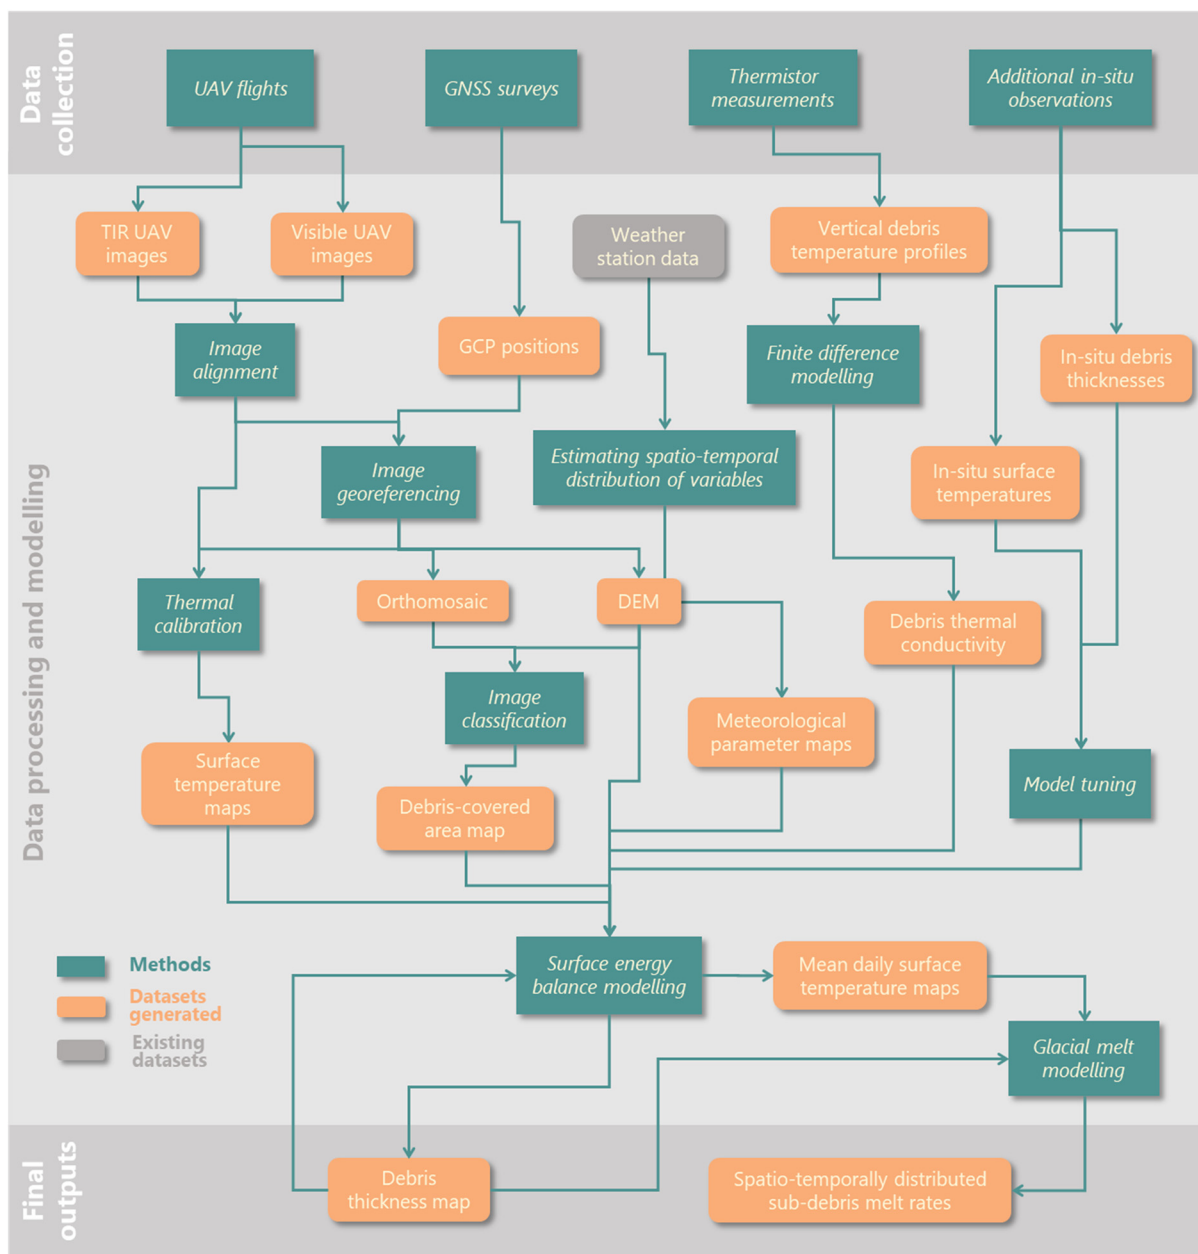 Data
collection
UAV flights
GNSS surveys
Thermistor
measurements
Additional in-situ
observations
Data processing and modelling
TIR UAV
images
Visible UAV
images
Weather
station data
Vertical debris
temperature profiles
Image
alignment
GCP positions
Finite difference
modelling
In-situ debris
thicknesses
Image
georeferencing
Estimating spatio-temporal
distribution of variables
In-situ surface
temperatures
Thermal
calibration
Orthomosaic
DEM
Debris thermal
conductivity
Image
classification
Meteorological
parameter maps
Surface
temperature
maps
Debris-covered
area map
Model tuning
Methods
Datasets
generated
Existing
datasets
Surface energy
balance modelling
Mean daily surface
temperature maps
Glacial melt
modelling
Final
outputs
Debris
thickness map
Spatio-temporally distributed
sub-debris melt rates